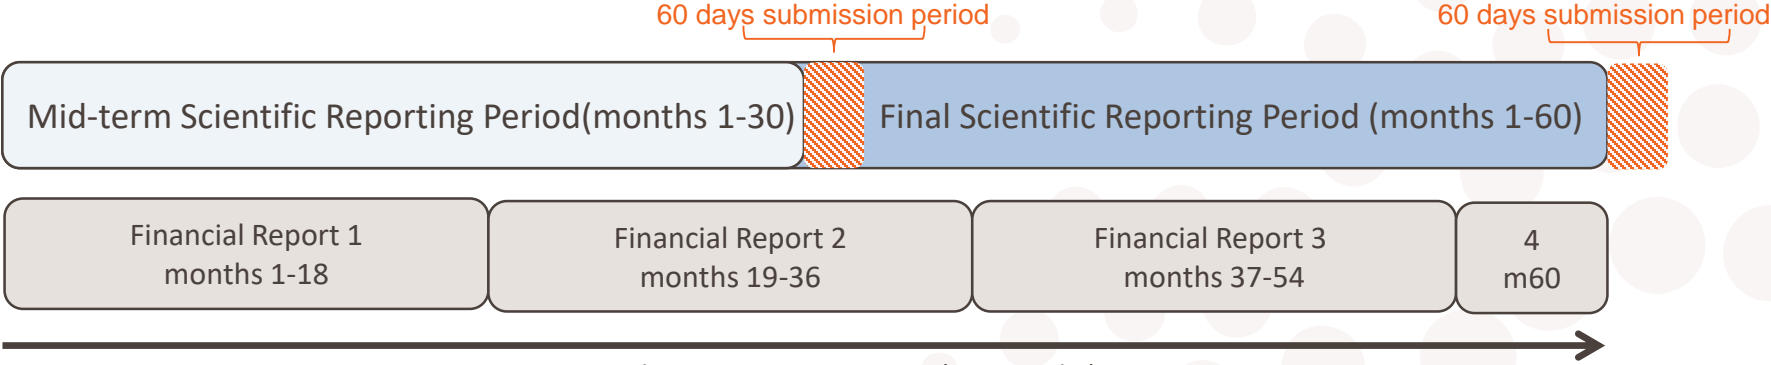 60 days submission period
60 days submission period
Mid-term Scientific Reporting Period(months 1-30)
Final Scientific Reporting Period (months 1-60)
Financial Report 1
months 1-18
Financial Report 2
months 19-36
Financial Report 3
months 37-54
4
m60